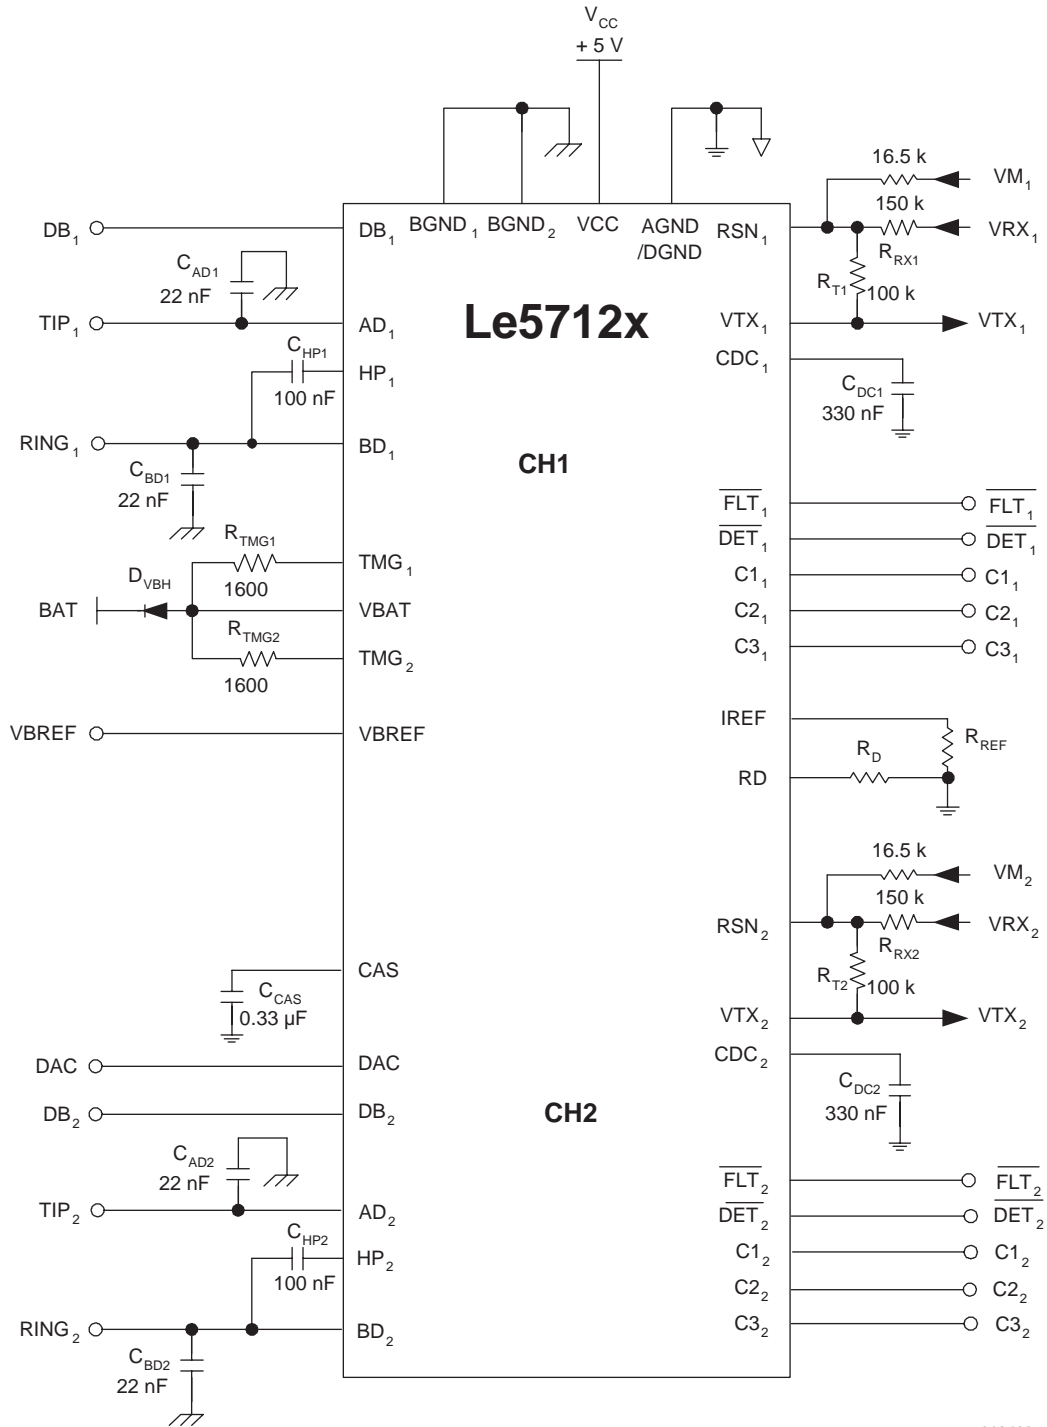 V_CC
+ 5 V
16.5 k
VM_1
150 k
DB_1
DB_1
BGND_1 BGND_2 VCC AGND
/DGND
RSN_1
VRX_1
R_RX1
C_AD1
22 nF
R_T1
100 k
TIP_1
AD_1
Le5712x
VTX_1
VTX_1
C_HP1
100 nF
HP_1
CDC_1
C_DC1
330 nF
RING_1
BD_1
CH1
C_BD1
22 nF
FLT_1
FLT_1
R_TMG1
1600
TMG_1
DET_1
DET_1
D_VBH
C1_1
C1_1
BAT
VBAT
C2_1
C2_1
R_TMG2
1600
TMG_2
C3_1
C3_1
VBREF
VBREF
IREF
R_REF
R_D
RD
16.5 k
VM_2
150 k
RSN_2
VRX_2
R_RX2
CAS
C_CAS
0.33 µF
R_T2
100 k
VTX_2
VTX_2
DAC
DAC
CDC_2
C_DC2
330 nF
DB_2
DB_2
CH2
C_AD2
22 nF
FLT_2
FLT_2
TIP_2
AD_2
DET_2
DET_2
C_HP2
100 nF
HP_2
C1_2
C1_2
C2_2
C2_2
RING_2
BD_2
C3_2
C3_2
C_BD2
22 nF